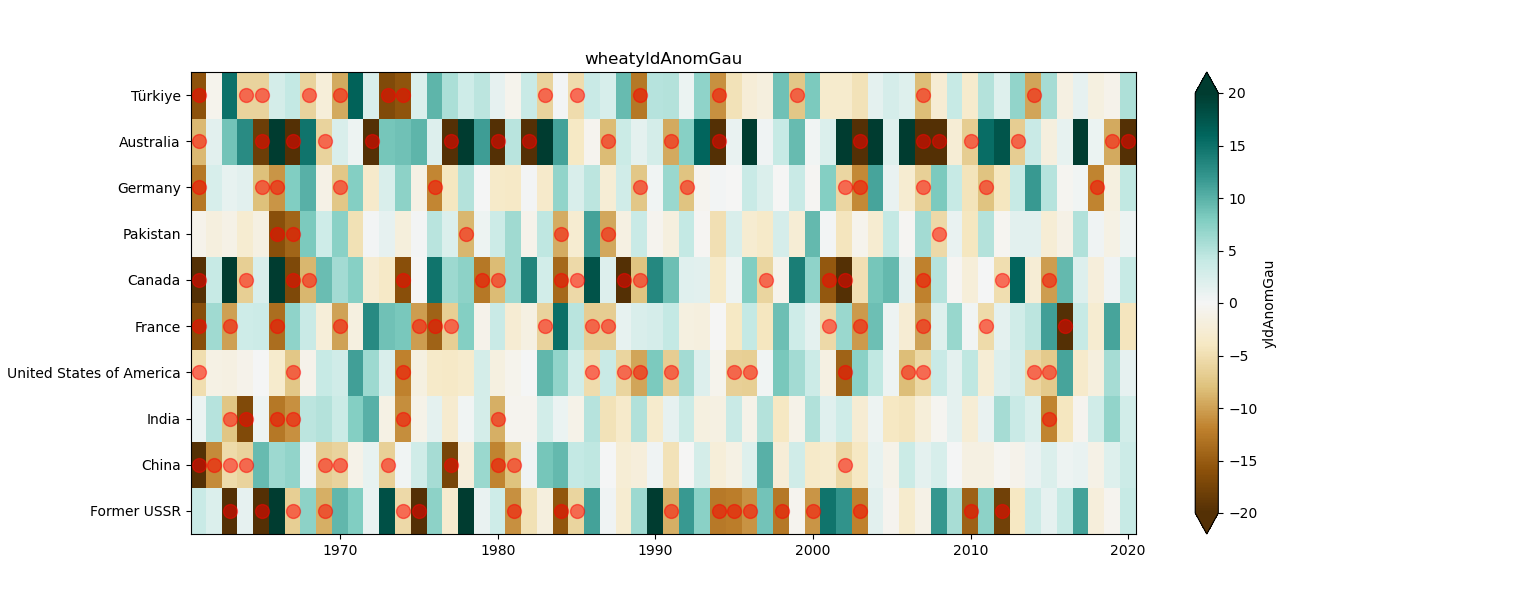 wheatyldAnomGau
Türkiye
Australia
Germany
Pakistan
Canada
France
United States of America
India
China
Former USSR
1970 1980 1990 2000 2010 2020
20
15
10
5
0
−5
−10
−15
−20
yldAnomGau